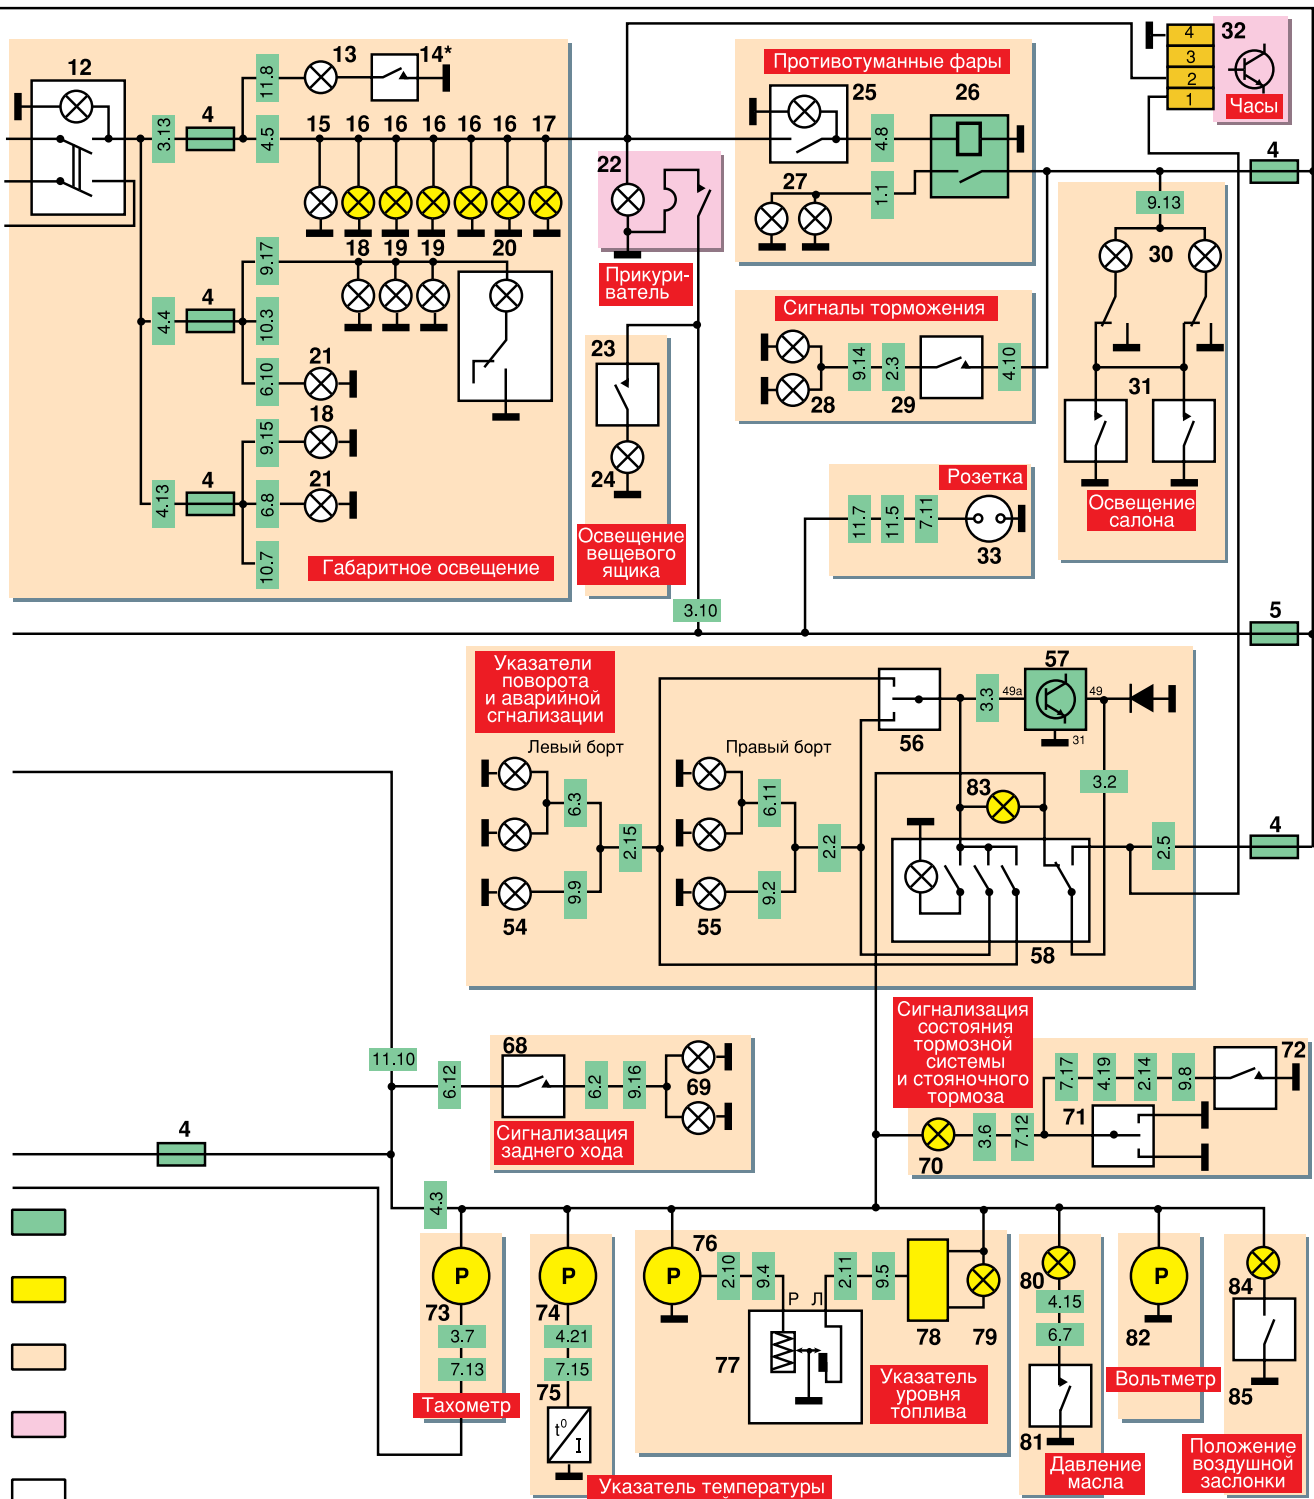 32
4
3
2
1
Часы
12
13
14*
11.8
3.13
4
4.5
15
16
16
16
16
16
17
Противотуманные фары
25
26
4.8
27
1.1
22
Прикури-
ватель
4
9.13
30
31
Освещение
салона
9.17
18
19
19
20
4.4
4
10.3
6.10
21
9.15
18
4.13
4
6.8
21
10.7
Габаритное освещение
Сигналы торможения
28
9.14
2.3
29
4.10
23
24
Освещение
вещевого
ящика
Розетка
11.7
11.5
7.11
33
3.10
5
Указатели
поворота
и аварийной
сгнализации
57
56
3.3
49a
49
31
Левый борт
Правый борт
6.3
2.15
6.11
2.2
83
3.2
9.9
54
9.2
55
58
2.5
4
11.10
6.12
68
6.2
9.16
69
Сигнализация
заднего хода
Сигнализация
состояния
тормозной
системы
и стояночного
тормоза
72
7.17
4.19
2.14
9.8
71
70
3.6
7.12
4
4.3
P
73
3.7
7.13
Тахометр
P
74
4.21
7.15
75
t⁰
I
Указатель температуры
P
76
2.10
9.4
2.11
9.5
Р
Л
77
78
79
Указатель
уровня
топлива
80
4.15
6.7
81
Давление
масла
P
82
Вольтметр
84
85
Положение
воздушной
заслонки